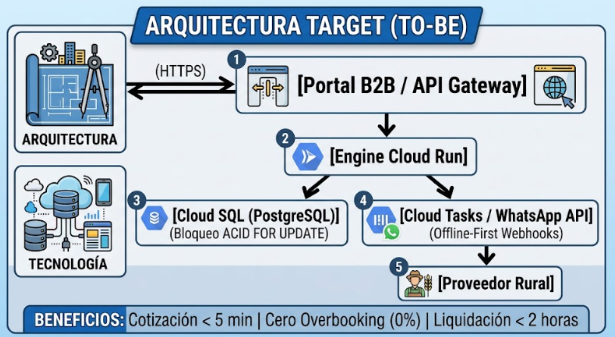 ARQUITECTURA TARGET (TO-BE)
ARQUITECTURA
(HTTPS)
1
[Portal B2B / API Gateway]
2
[Engine Cloud Run]
TECNOLOGÍA
3
[Cloud SQL (PostgreSQL)]
(Bloqueo ACID FOR UPDATE)
4
[Cloud Tasks / WhatsApp API]
(Offline-First Webhooks)
5
[Proveedor Rural]
BENEFICIOS: Cotización < 5 min | Cero Overbooking (0%) | Liquidación < 2 horas